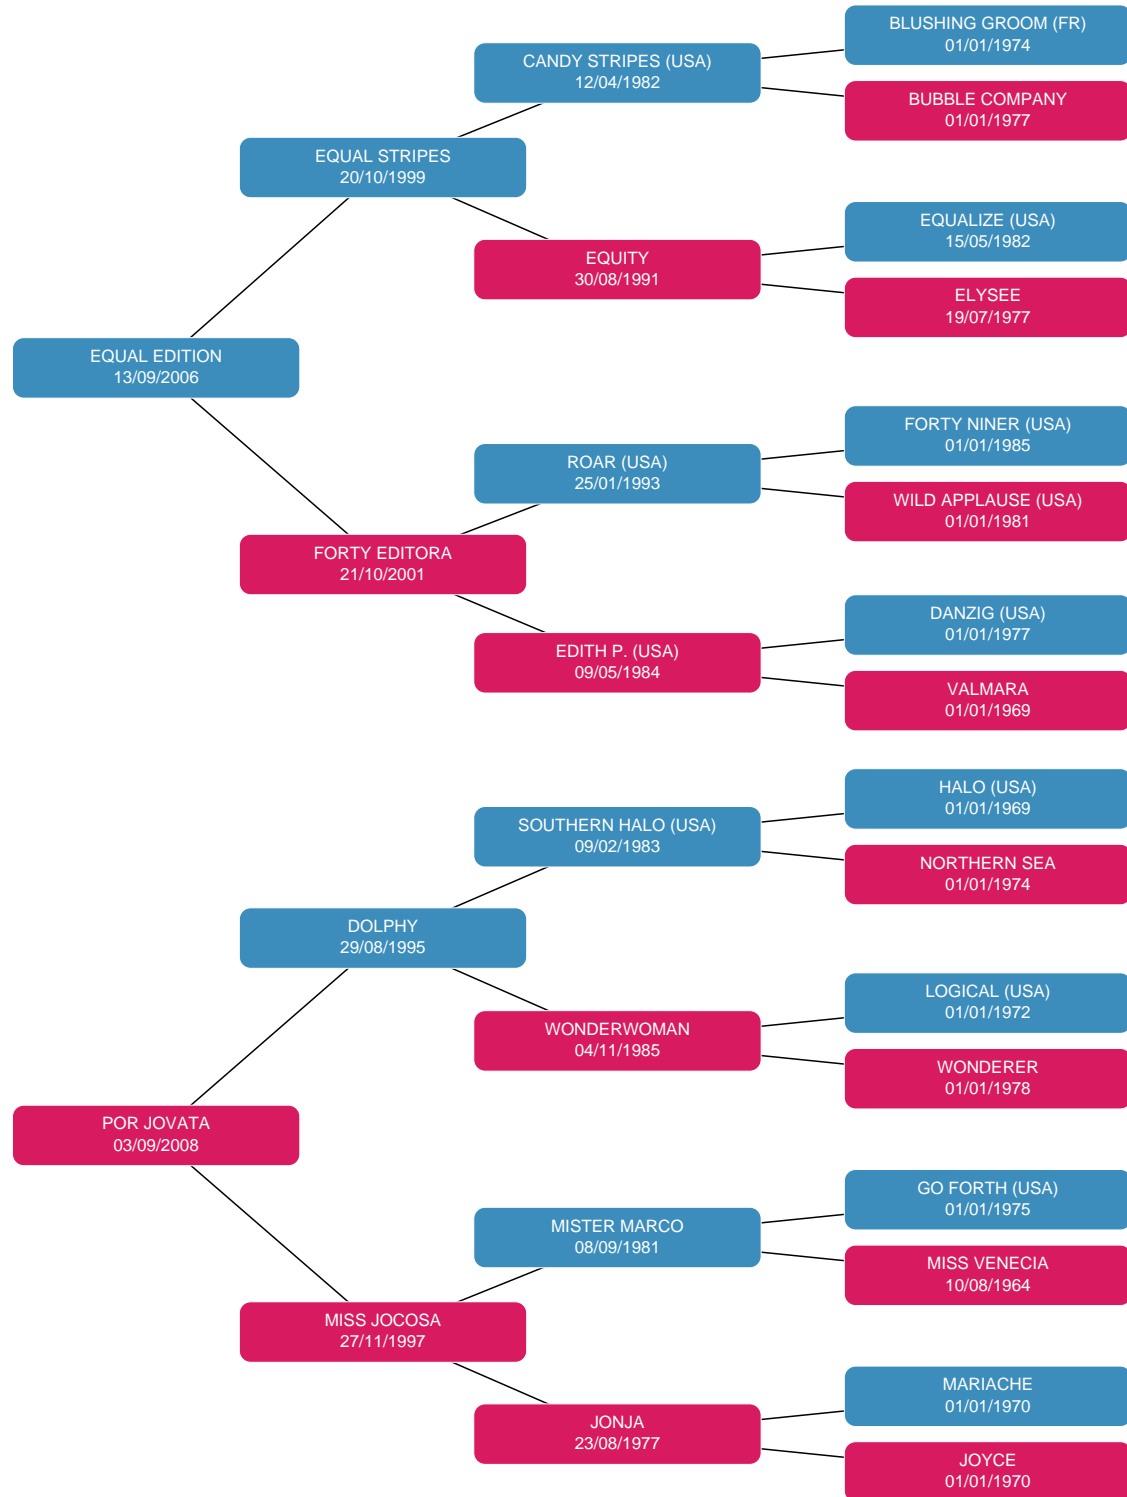 BLUSHING GROOM (FR)
01/01/1974
CANDY STRIPES (USA)
12/04/1982
BUBBLE COMPANY
01/01/1977
EQUAL STRIPES
20/10/1999
EQUALIZE (USA)
15/05/1982
EQUITY
30/08/1991
ELYSEE
19/07/1977
EQUAL EDITION
13/09/2006
FORTY NINER (USA)
01/01/1985
ROAR (USA)
25/01/1993
WILD APPLAUSE (USA)
01/01/1981
FORTY EDITORA
21/10/2001
DANZIG (USA)
01/01/1977
EDITH P. (USA)
09/05/1984
VALMARA
01/01/1969
HALO (USA)
01/01/1969
SOUTHERN HALO (USA)
09/02/1983
NORTHERN SEA
01/01/1974
DOLPHY
29/08/1995
LOGICAL (USA)
01/01/1972
WONDERWOMAN
04/11/1985
WONDERER
01/01/1978
POR JOVATA
03/09/2008
GO FORTH (USA)
01/01/1975
MISTER MARCO
08/09/1981
MISS VENECIA
10/08/1964
MISS JOCOSA
27/11/1997
MARIACHE
01/01/1970
JONJA
23/08/1977
JOYCE
01/01/1970